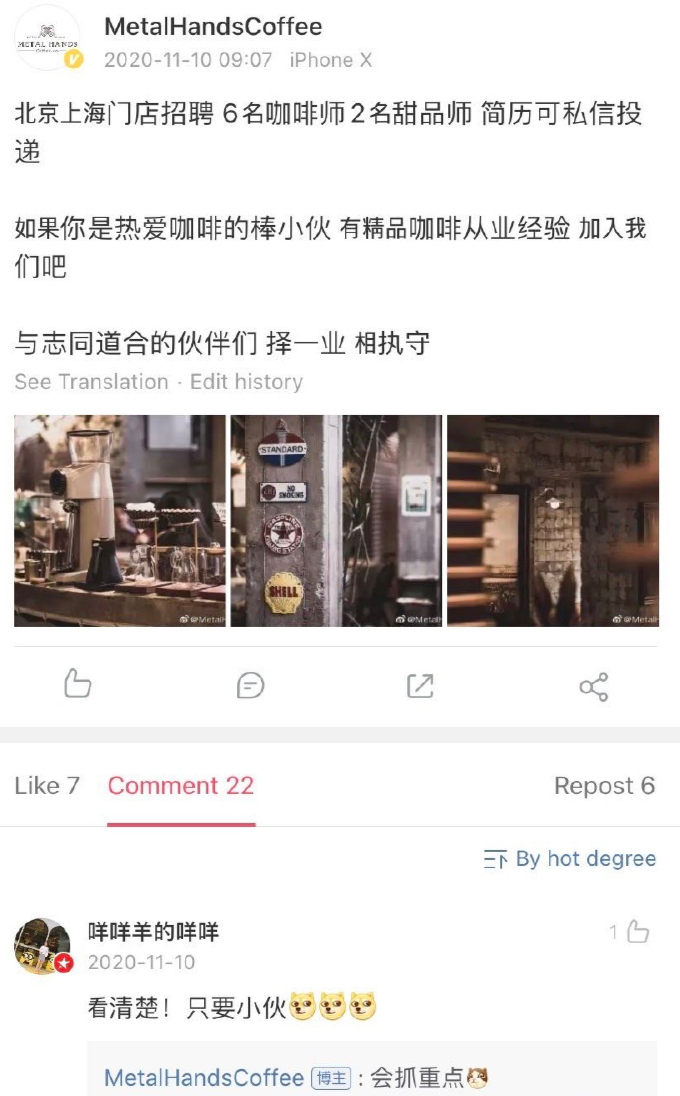 METAL HANDS
MetalHandsCoffee
2020-11-10 09:07 iPhone X
北京上海门店招聘 6名咖啡师2名甜品师 简历可私信投
递
如果你是热爱咖啡的棒小伙 有精品咖啡从业经验 加入我
们吧
与志同道合的伙伴们 择一业 相执守
See Translation · Edit history
STANDARD
NO
SMOKING
GASOLINE
SHELL
@Metal
@Metal
@Metal
Like 7 Comment 22 Repost 6
By hot degree
咩咩羊的咩咩
1
2020-11-10
看清楚！只要小伙
MetalHandsCoffee 博主 : 会抓重点